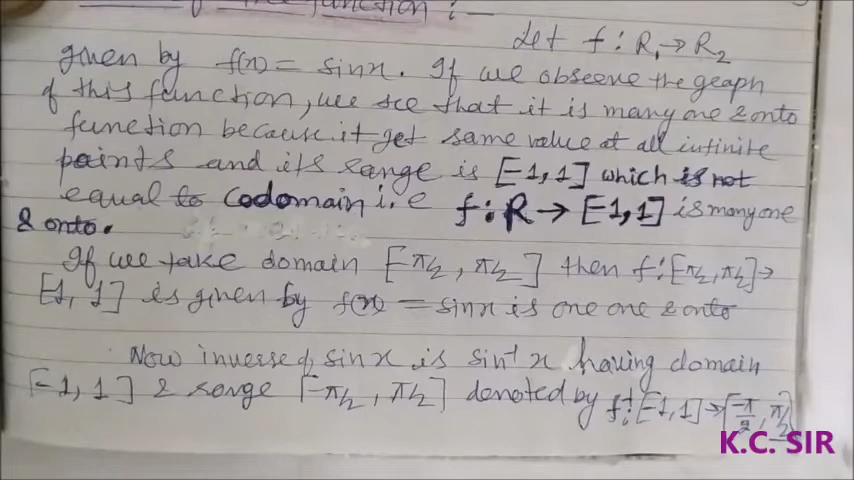 function :-
Let f : R₁ → R₂
given by f(x) = sinx. If we observe the geaph
of this function, we see that it is many one & onto
function because it get same value at all infinite
points and its range is [-1, 1] which is not
equal to codomain i.e f : R → [-1, 1] is many one
& onto.
If we take domain [-π/2, π/2] then f : [-π/2, π/2] →
[-1, 1] is given by f(x) = sinx is one one & onto
Now inverse of sinx is sin⁻¹ x having domain
[-1, 1] & range [-π/2, π/2] denoted by f⁻¹: [-1, 1] → [-π/2, π/2]
K.C. SIR